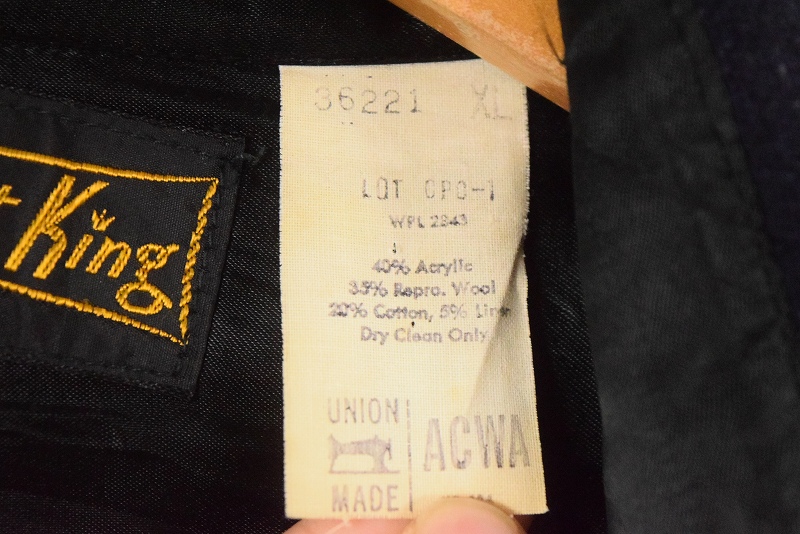 King
36221 XL
LOT CPO-1
WPL 2843
40% Acrylic
35% Repro. Wool
20% Cotton, 5% Linen
Dry Clean Only
UNION
MADE
ACWA